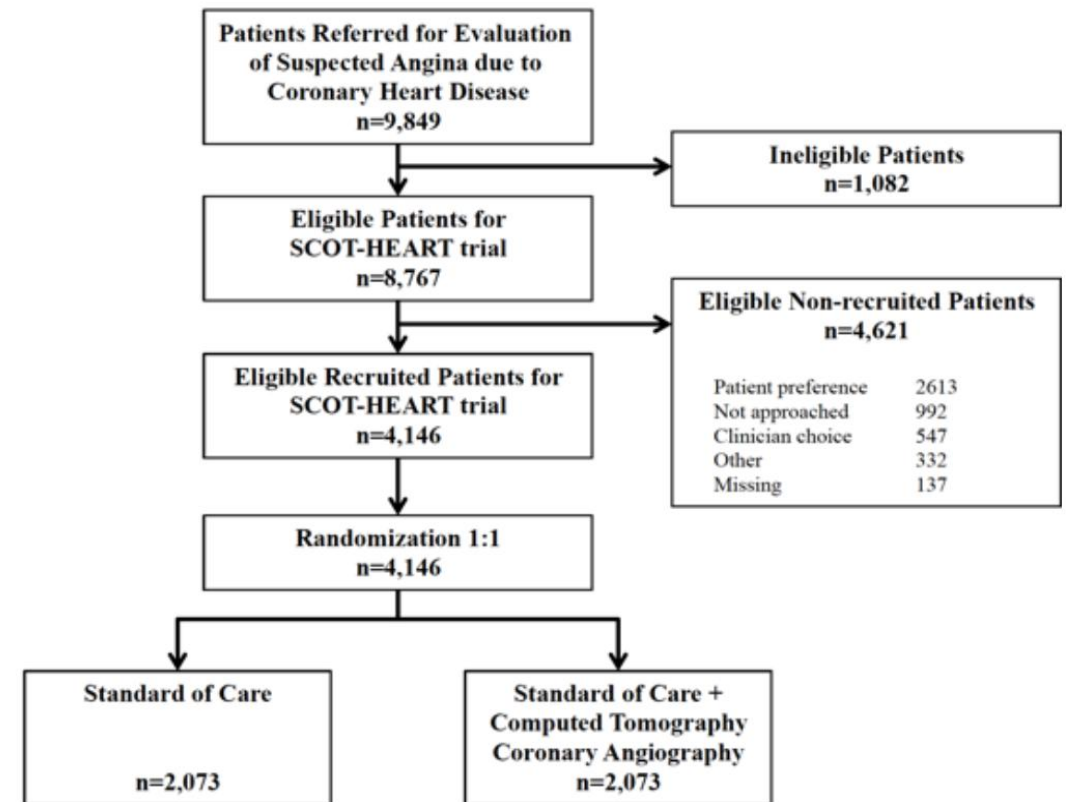 Patients Referred for Evaluation
of Suspected Angina due to
Coronary Heart Disease
n=9,849
Ineligible Patients
n=1,082
Eligible Patients for
SCOT-HEART trial
n=8,767
Eligible Non-recruited Patients
n=4,621
Patient preference 2613
Not approached 992
Clinician choice 547
Other 332
Missing 137
Eligible Recruited Patients for
SCOT-HEART trial
n=4,146
Randomization 1:1
n=4,146
Standard of Care
n=2,073
Standard of Care +
Computed Tomography
Coronary Angiography
n=2,073